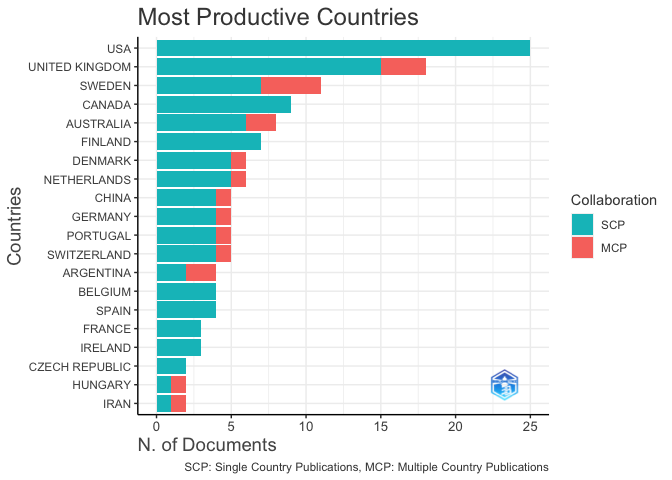 Most Productive Countries
Countries
USA
UNITED KINGDOM
SWEDEN
CANADA
AUSTRALIA
FINLAND
DENMARK
NETHERLANDS
CHINA
GERMANY
PORTUGAL
SWITZERLAND
ARGENTINA
BELGIUM
SPAIN
FRANCE
IRELAND
CZECH REPUBLIC
HUNGARY
IRAN
0 5 10 15 20 25
N. of Documents
SCP: Single Country Publications, MCP: Multiple Country Publications
Collaboration
SCP
MCP